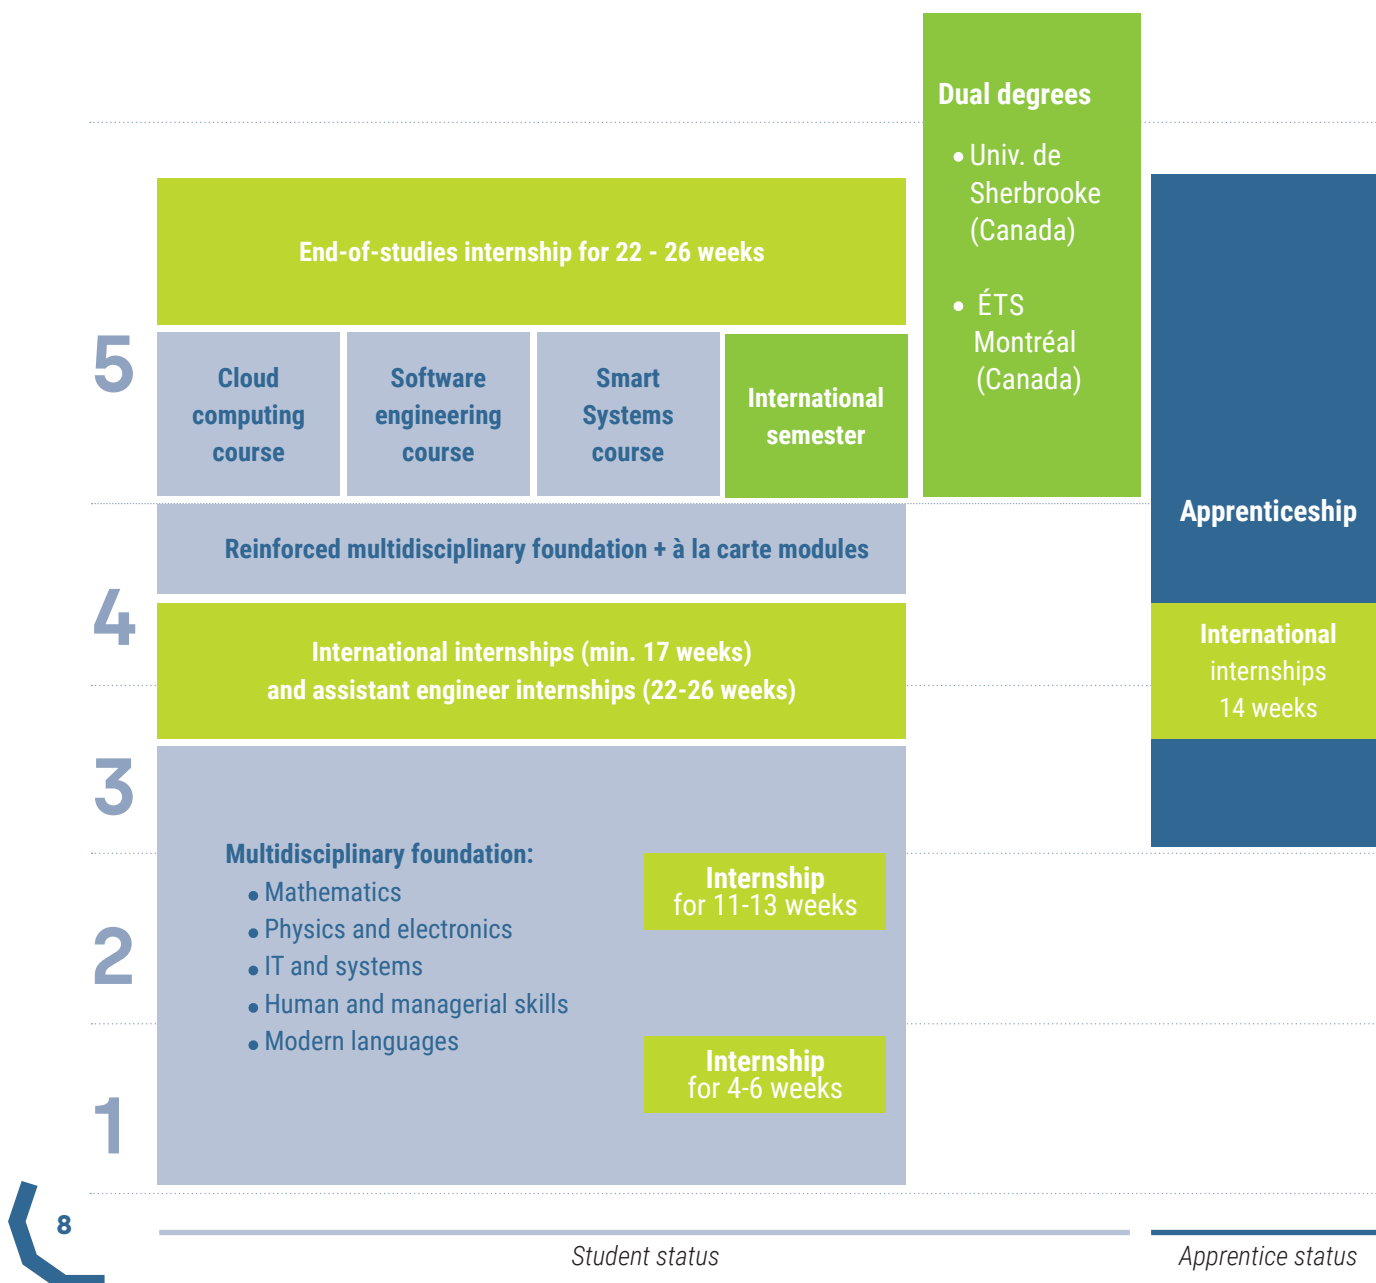 Dual degrees
• Univ. de
Sherbrooke
(Canada)
• ÉTS
Montréal
(Canada)
End-of-studies internship for 22 - 26 weeks
5
Cloud
computing
course
Software
engineering
course
Smart
Systems
course
International
semester
Apprenticeship
Reinforced multidisciplinary foundation + à la carte modules
4
International internships (min. 17 weeks)
and assistant engineer internships (22-26 weeks)
International
internships
14 weeks
3
Multidisciplinary foundation:
• Mathematics
• Physics and electronics
• IT and systems
• Human and managerial skills
• Modern languages
Internship
for 11-13 weeks
2
Internship
for 4-6 weeks
1
8
Student status
Apprentice status